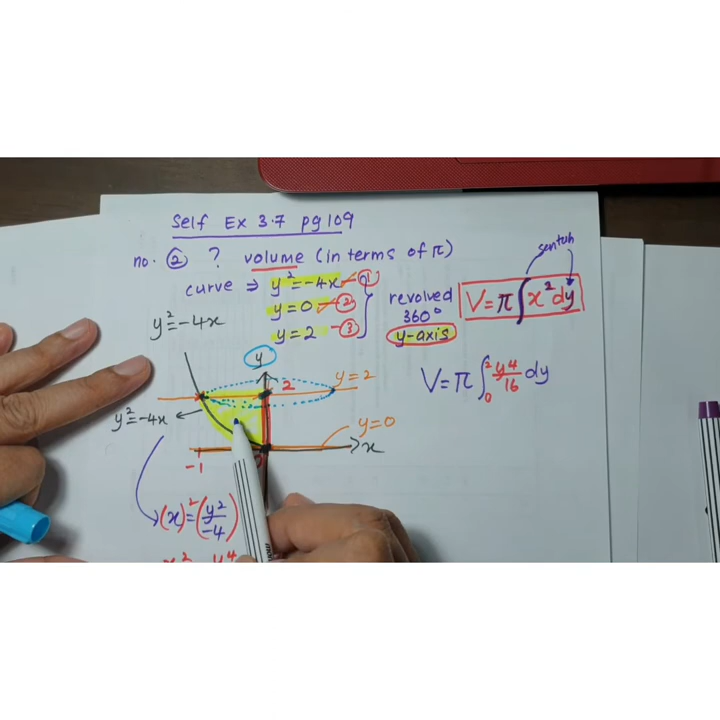 Self Ex 3.7 pg 109
no. ② ? volume (in terms of π)
curve ⇒ y² = -4x - ①
y = 0 - ②
y = 2 - ③
revolved
360°
y-axis
sentuh
V = π ∫ x² dy
y² = -4x
V = π ∫₀² y⁴/16 dy
y
2
y = 2
y² = -4x
y = 0
x
-1
(x)² = (y²/-4)²
x² = y⁴